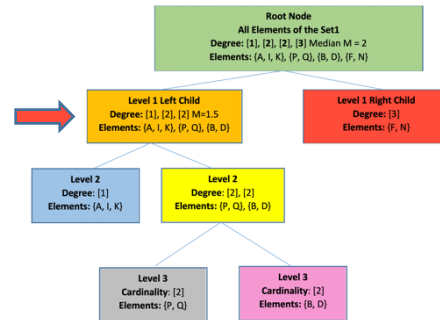 Root Node
All Elements of the Set1
Degree: [1], [2], [2], [3] Median M = 2
Elements: {A, I, K}, {P, Q}, {B, D}, {F, N}
Level 1 Left Child
Degree: [1], [2], [2] M=1.5
Elements: {A, I, K}, {P, Q}, {B, D}
Level 1 Right Child
Degree: [3]
Elements: {F, N}
Level 2
Degree: [1]
Elements: {A, I, K}
Level 2
Degree: [2], [2]
Elements: {P, Q}, {B, D}
Level 3
Cardinality: [2]
Elements: {P, Q}
Level 3
Cardinality: [2]
Elements: {B, D}